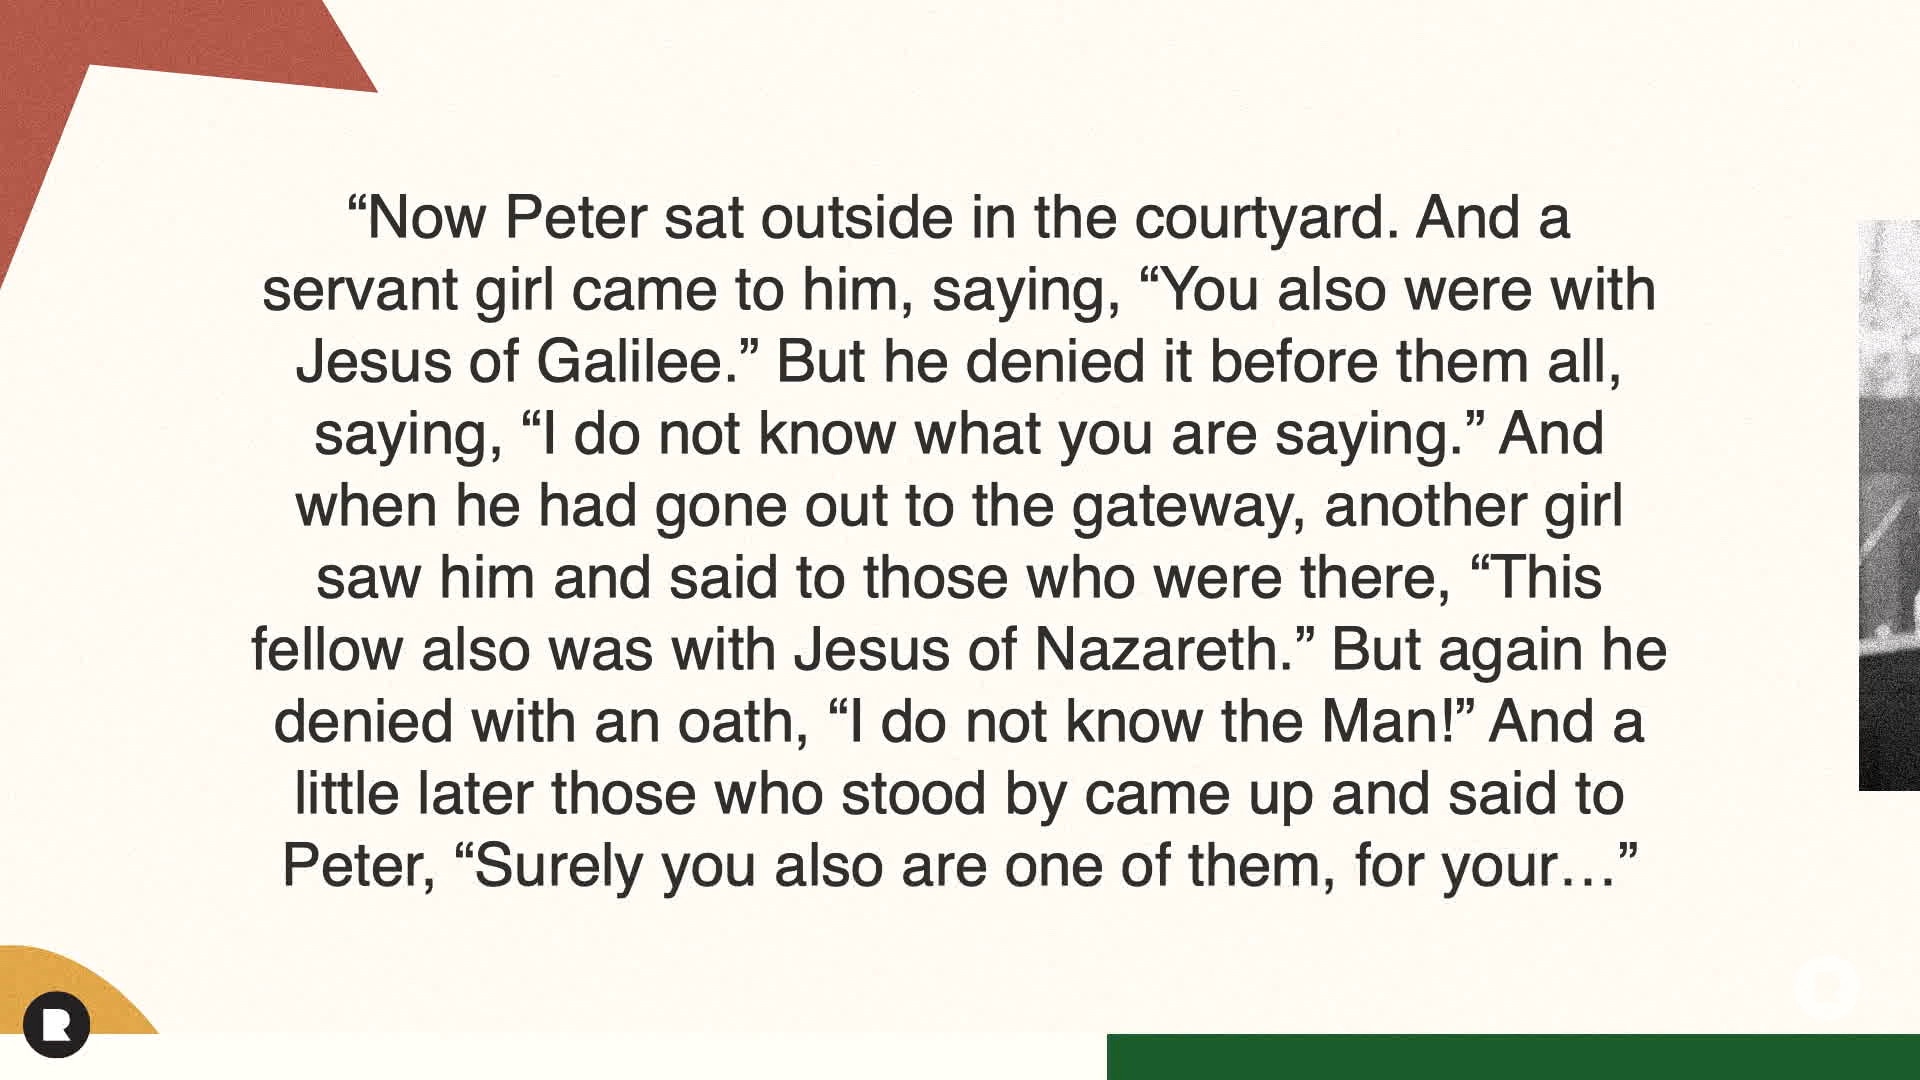 “Now Peter sat outside in the courtyard. And a
servant girl came to him, saying, “You also were with
Jesus of Galilee.” But he denied it before them all,
saying, “I do not know what you are saying.” And
when he had gone out to the gateway, another girl
saw him and said to those who were there, “This
fellow also was with Jesus of Nazareth.” But again he
denied with an oath, “I do not know the Man!” And a
little later those who stood by came up and said to
Peter, “Surely you also are one of them, for your…”
R